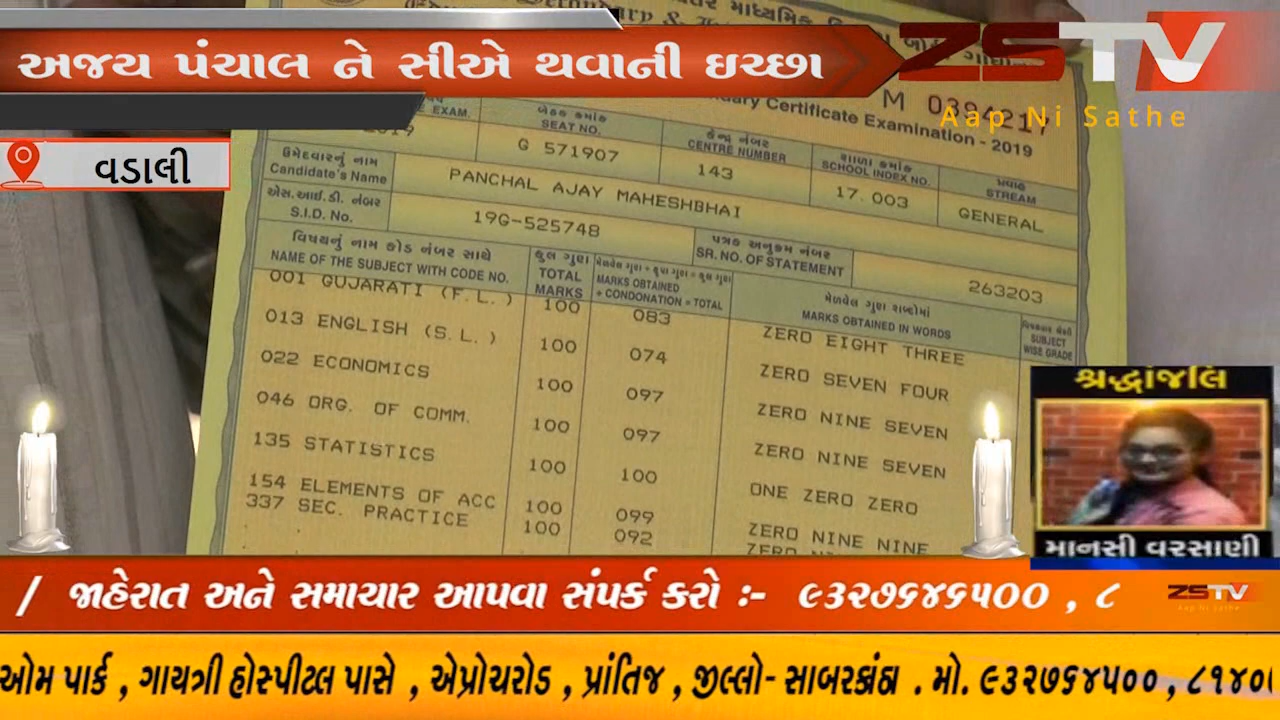 અજય પંચાલ ને સીએ થવાની ઇચ્છા
ZSTV
Aap Ni Sathe
વડાલી
M 0394217
Certificate Examination - 2019
EXAM.
2019
બેઠક ક્રમાંક
SEAT NO.
G 571907
કેન્દ્ર નંબર
CENTRE NUMBER
143
શાળા ક્રમાંક
SCHOOL INDEX NO.
17.003
પ્રવાહ
STREAM
GENERAL
ઉમેદવારનું નામ
Candidate's Name
PANCHAL AJAY MAHESHBHAI
એસ.આઈ.ડી. નંબર
S.I.D. No.
19G-525748
પત્રક અનુક્રમ નંબર
SR. NO. OF STATEMENT
263203
વિષયનું નામ કોડ નંબર સાથે
NAME OF THE SUBJECT WITH CODE NO.
કુલ ગુણ
TOTAL
MARKS
મેળવેલ ગુણ + કૃપા ગુણ = કુલ ગુણ
MARKS OBTAINED
+ CONDONATION = TOTAL
મેળવેલ ગુણ શબ્દોમાં
MARKS OBTAINED IN WORDS
SUBJECT
WISE GRADE
001 GUJARATI (F.L.) 100 083 ZERO EIGHT THREE
013 ENGLISH (S.L.) 100 074 ZERO SEVEN FOUR
022 ECONOMICS 100 097 ZERO NINE SEVEN
046 ORG. OF COMM. 100 097 ZERO NINE SEVEN
135 STATISTICS 100 100 ONE ZERO ZERO
154 ELEMENTS OF ACC 100 099 ZERO NINE NINE
337 SEC. PRACTICE 100 092 ZERO
શ્રદ્ધાંજલિ
માનસી વરસાણી
/ જાહેરાત અને સમાચાર આપવા સંપર્ક કરો :- ૯૩૨૭૬૪૬૫૦૦ , ૮
ZSTV
Aap Ni Sathe
ઓમ પાર્ક , ગાયત્રી હોસ્પીટલ પાસે , એપ્રોચરોડ , પ્રાંતિજ , જીલ્લો- સાબરકાંઠા . મો. ૯૩૨૭૬૪૫૦૦ , ૮૧૪૦